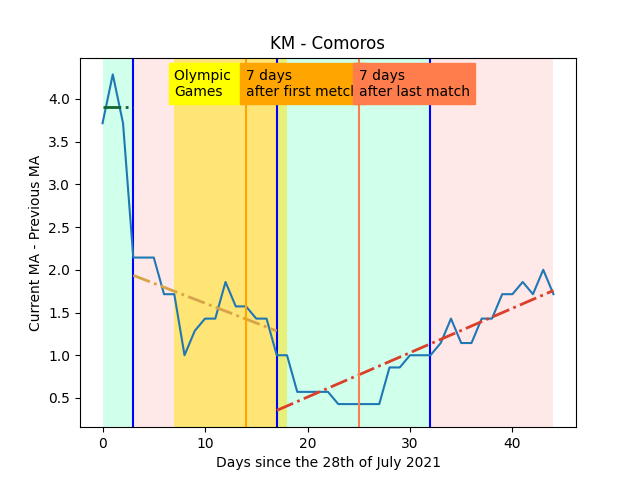 KM - Comoros
Olympic
Games
7 days
after first metcl
7 days
after last match
Current MA - Previous MA
4.0
3.5
3.0
2.5
2.0
1.5
1.0
0.5
0
10
20
30
40
Days since the 28th of July 2021